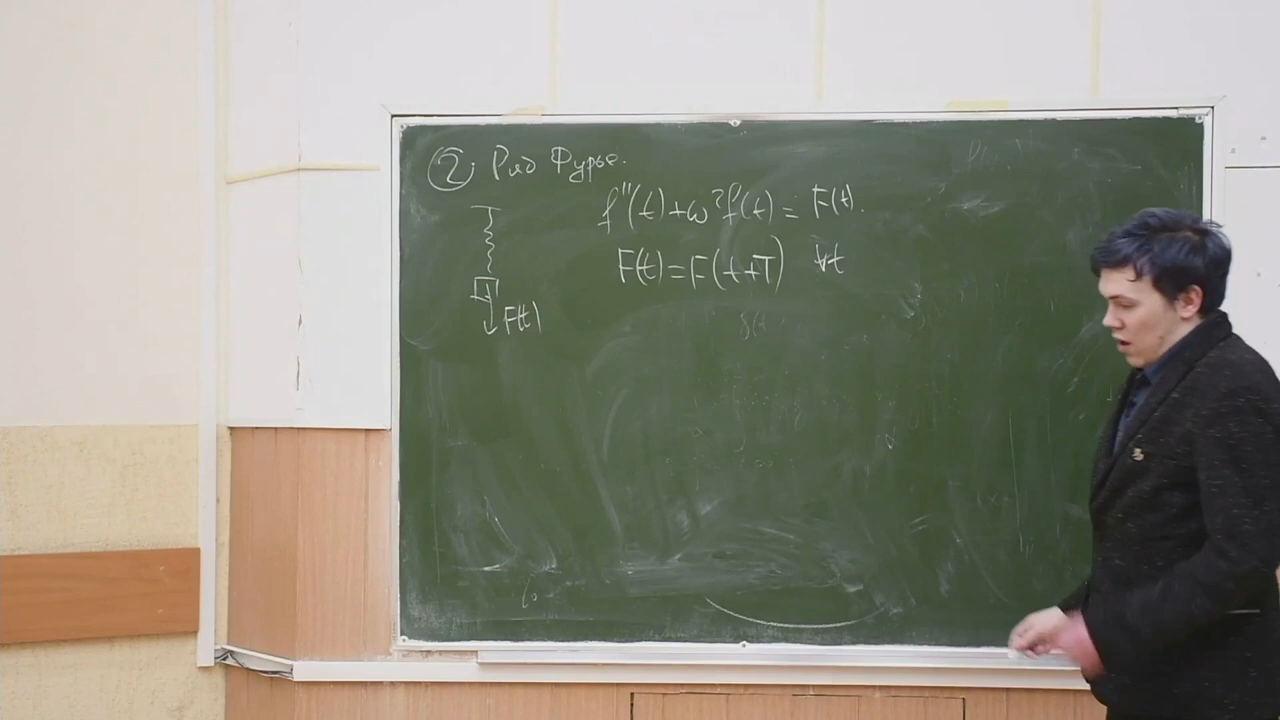 ② Ряд Фурье.
f''(t)+ω²f(t) = F(t).
F(t)=F(t+T) ∀t
F(t)